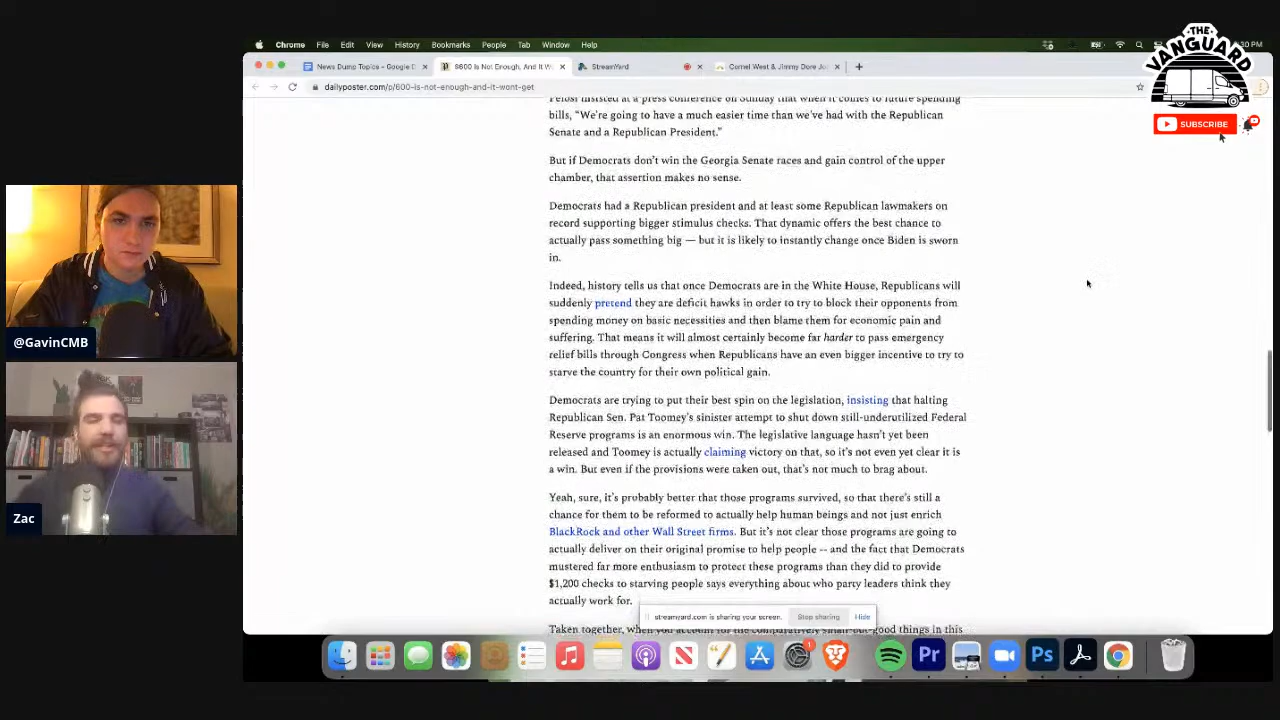 Chrome File Edit View History Bookmarks People Tab Window Help
:30 PM
THE
VANGUARD
SUBSCRIBE
News Dump Topics - Google D
$600 Is Not Enough, And It W
StreamYard
Cornel West & Jimmy Dore Jo
dailyposter.com/p/600-is-not-enough-and-it-wont-get
Pelosi insisted at a press conference on Sunday that when it comes to future spending
bills, “We’re going to have a much easier time than we’ve had with the Republican
Senate and a Republican President.”
But if Democrats don’t win the Georgia Senate races and gain control of the upper
chamber, that assertion makes no sense.
Democrats had a Republican president and at least some Republican lawmakers on
record supporting bigger stimulus checks. That dynamic offers the best chance to
actually pass something big — but it is likely to instantly change once Biden is sworn
in.
Indeed, history tells us that once Democrats are in the White House, Republicans will
suddenly pretend they are deficit hawks in order to try to block their opponents from
spending money on basic necessities and then blame them for economic pain and
suffering. That means it will almost certainly become far harder to pass emergency
relief bills through Congress when Republicans have an even bigger incentive to try to
starve the country for their own political gain.
Democrats are trying to put their best spin on the legislation, insisting that halting
Republican Sen. Pat Toomey’s sinister attempt to shut down still-underutilized Federal
Reserve programs is an enormous win. The legislative language hasn’t yet been
released and Toomey is actually claiming victory on that, so it’s not even yet clear it is
a win. But even if the provisions were taken out, that’s not much to brag about.
Yeah, sure, it’s probably better that those programs survived, so that there’s still a
chance for them to be reformed to actually help human beings and not just enrich
BlackRock and other Wall Street firms. But it’s not clear those programs are going to
actually deliver on their original promise to help people -- and the fact that Democrats
mustered far more enthusiasm to protect these programs than they did to provide
$1,200 checks to starving people says everything about who party leaders think they
actually work for.
Taken together, when you account for the comparatively small-but-good things in this
streamyard.com is sharing your screen. Stop sharing Hide
@GavinCMB
Zac
Pr
Ps